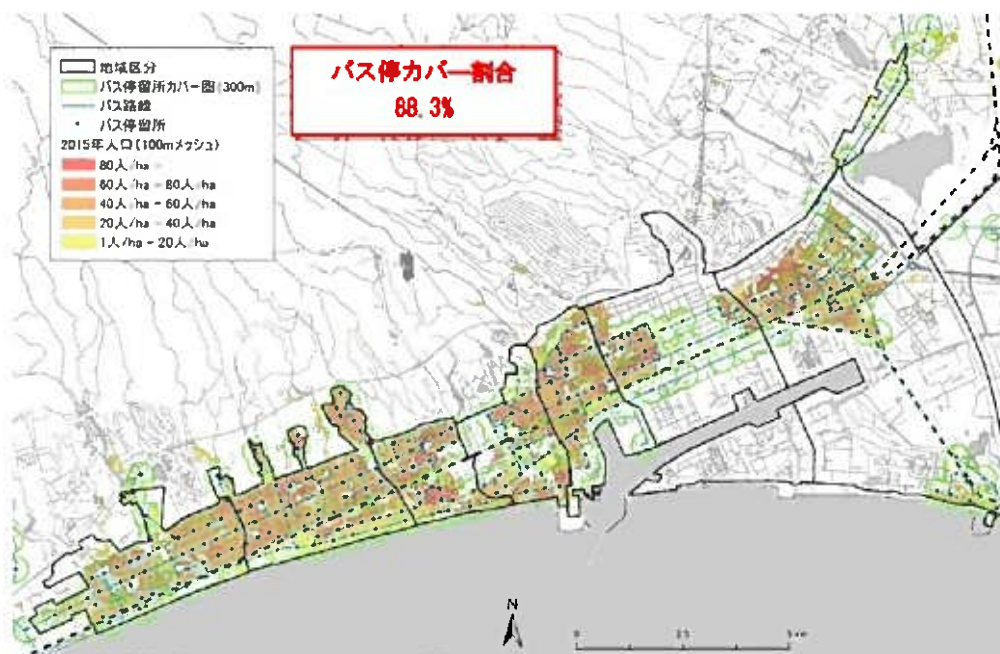 地域区分
バス停留所カバー圏(300m)
バス路線
バス停留所
2015年人口(100mメッシュ)
80人/ha -
60人/ha - 80人/ha
40人/ha - 60人/ha
20人/ha - 40人/ha
1人/ha - 20人/ha
バス停カバー割合
88.3%
N
0